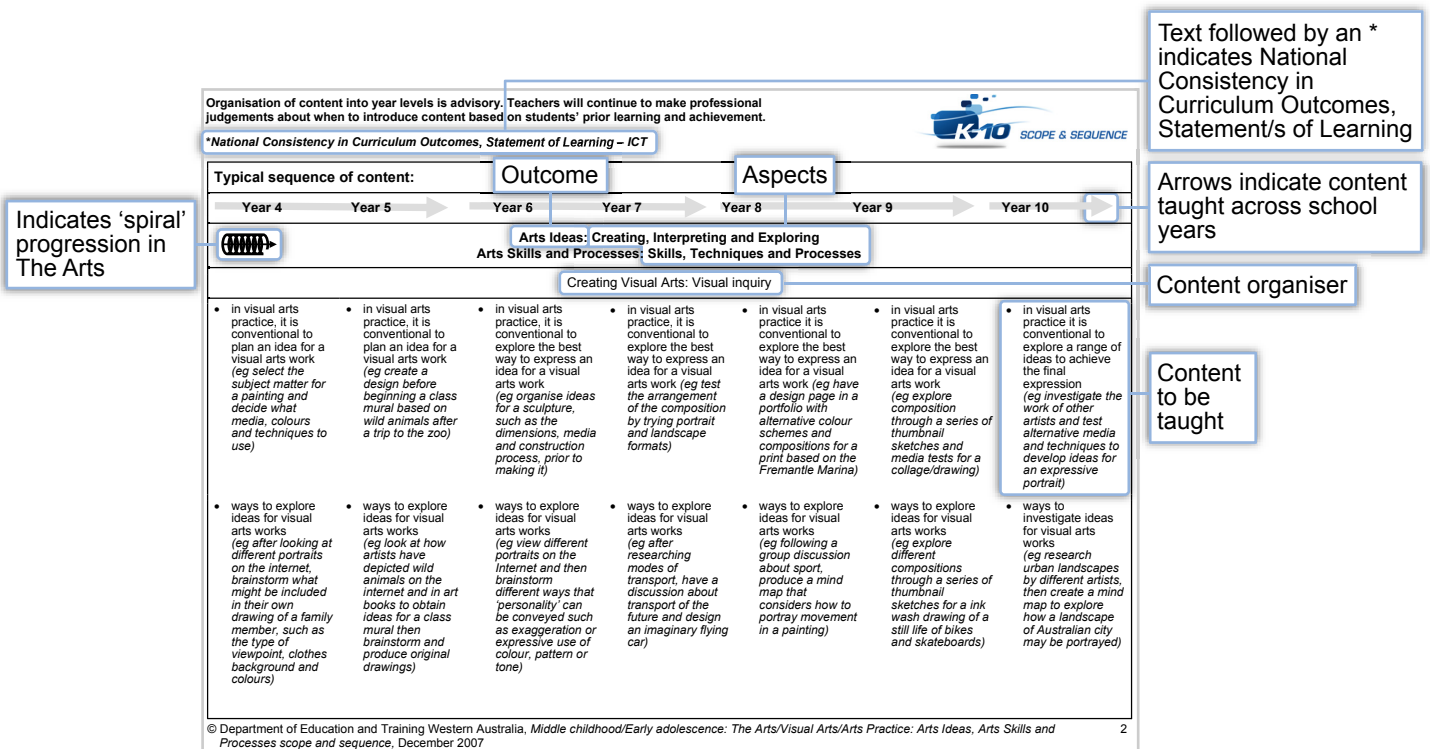 Text followed by an *
indicates National
Consistency in
Curriculum Outcomes,
Statement/s of Learning
Organisation of content into year levels is advisory. Teachers will continue to make professional
judgements about when to introduce content based on students' prior learning and achievement.
*National Consistency in Curriculum Outcomes, Statement of Learning – ICT
K-10 SCOPE & SEQUENCE
Typical sequence of content:
Outcome
Aspects
Arrows indicate content
taught across school
years
Year 4 Year 5 Year 6 Year 7 Year 8 Year 9 Year 10
Indicates 'spiral'
progression in
The Arts
Arts Ideas: Creating, Interpreting and Exploring
Arts Skills and Processes: Skills, Techniques and Processes
Creating Visual Arts: Visual inquiry
Content organiser
• in visual arts
practice, it is
conventional to
plan an idea for a
visual arts work
(eg select the
subject matter for
a painting and
decide what
media, colours
and techniques to
use)
• in visual arts
practice, it is
conventional to
plan an idea for a
visual arts work
(eg create a
design before
beginning a class
mural based on
wild animals after
a trip to the zoo)
• in visual arts
practice, it is
conventional to
explore the best
way to express an
idea for a visual
arts work
(eg organise ideas
for a sculpture,
such as the
dimensions, media
and construction
process, prior to
making it)
• in visual arts
practice, it is
conventional to
explore the best
way to express an
idea for a visual
arts work (eg test
the arrangement
of the composition
by trying portrait
and landscape
formats)
• in visual arts
practice it is
conventional to
explore the best
way to express an
idea for a visual
arts work (eg have
a design page in a
portfolio with
alternative colour
schemes and
compositions for a
print based on the
Fremantle Marina)
• in visual arts
practice it is
conventional to
explore the best
way to express an
idea for a visual
arts work
(eg explore
composition
through a series of
thumbnail
sketches and
media tests for a
collage/drawing)
• in visual arts
practice it is
conventional to
explore a range of
ideas to achieve
the final
expression
(eg investigate the
work of other
artists and test
alternative media
and techniques to
develop ideas for
an expressive
portrait)
Content
to be
taught
• ways to explore
ideas for visual
arts works
(eg after looking at
different portraits
on the internet,
brainstorm what
might be included
in their own
drawing of a family
member, such as
the type of
viewpoint, clothes
background and
colours)
• ways to explore
ideas for visual
arts works
(eg look at how
artists have
depicted wild
animals on the
internet and in art
books to obtain
ideas for a class
mural then
brainstorm and
produce original
drawings)
• ways to explore
ideas for visual
arts works
(eg view different
portraits on the
Internet and then
brainstorm
different ways that
'personality' can
be conveyed such
as exaggeration or
expressive use of
colour, pattern or
tone)
• ways to explore
ideas for visual
arts works
(eg after
researching
modes of
transport, have a
discussion about
transport of the
future and design
an imaginary flying
car)
• ways to explore
ideas for visual
arts works
(eg following a
group discussion
about sport,
produce a mind
map that
considers how to
portray movement
in a painting)
• ways to explore
ideas for visual
arts works
(eg explore
different
compositions
through a series of
thumbnail
sketches for a ink
wash drawing of a
still life of bikes
and skateboards)
• ways to
investigate ideas
for visual arts
works
(eg research
urban landscapes
by different artists,
then create a mind
map to explore
how a landscape
of Australian city
may be portrayed)
© Department of Education and Training Western Australia, Middle childhood/Early adolescence: The Arts/Visual Arts/Arts Practice: Arts Ideas, Arts Skills and 2
Processes scope and sequence, December 2007